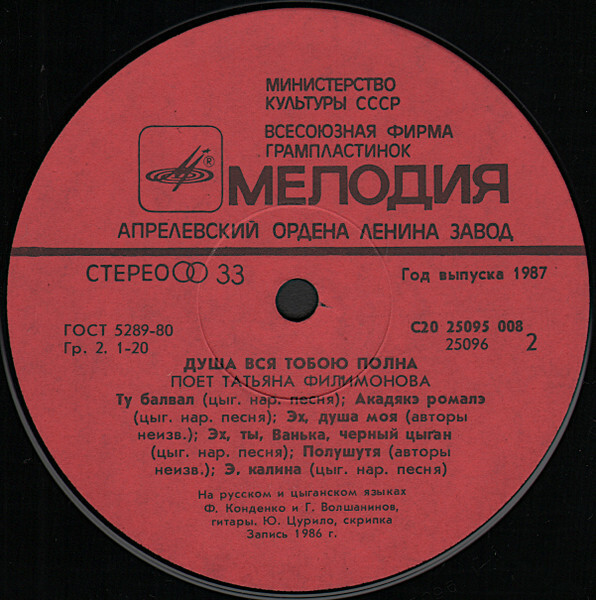 МИНИСТЕРСТВО
КУЛЬТУРЫ СССР
ВСЕСОЮЗНАЯ ФИРМА
ГРАМПЛАСТИНОК
®
МЕЛОДИЯ
АПРЕЛЕВСКИЙ ОРДЕНА ЛЕНИНА ЗАВОД
СТЕРЕО 33
Год выпуска 1987
ГОСТ 5289-80
Гр. 2. 1-20
С20 25095 008
25096 2
ДУША ВСЯ ТОБОЮ ПОЛНА
ПОЕТ ТАТЬЯНА ФИЛИМОНОВА
Ту балвал (цыг. нар. песня); Акадякэ ромалэ
(цыг. нар. песня); Эх, душа моя (авторы
неизв.); Эх, ты, Ванька, черный цыган
(цыг. нар. песня); Полушутя (авторы
неизв.); Э. калина (цыг. нар. песня)
На русском и цыганском языках
Ф. Конденко и Г. Волшанинов,
гитары. Ю. Цурило, скрипка
Запись 1986 г.